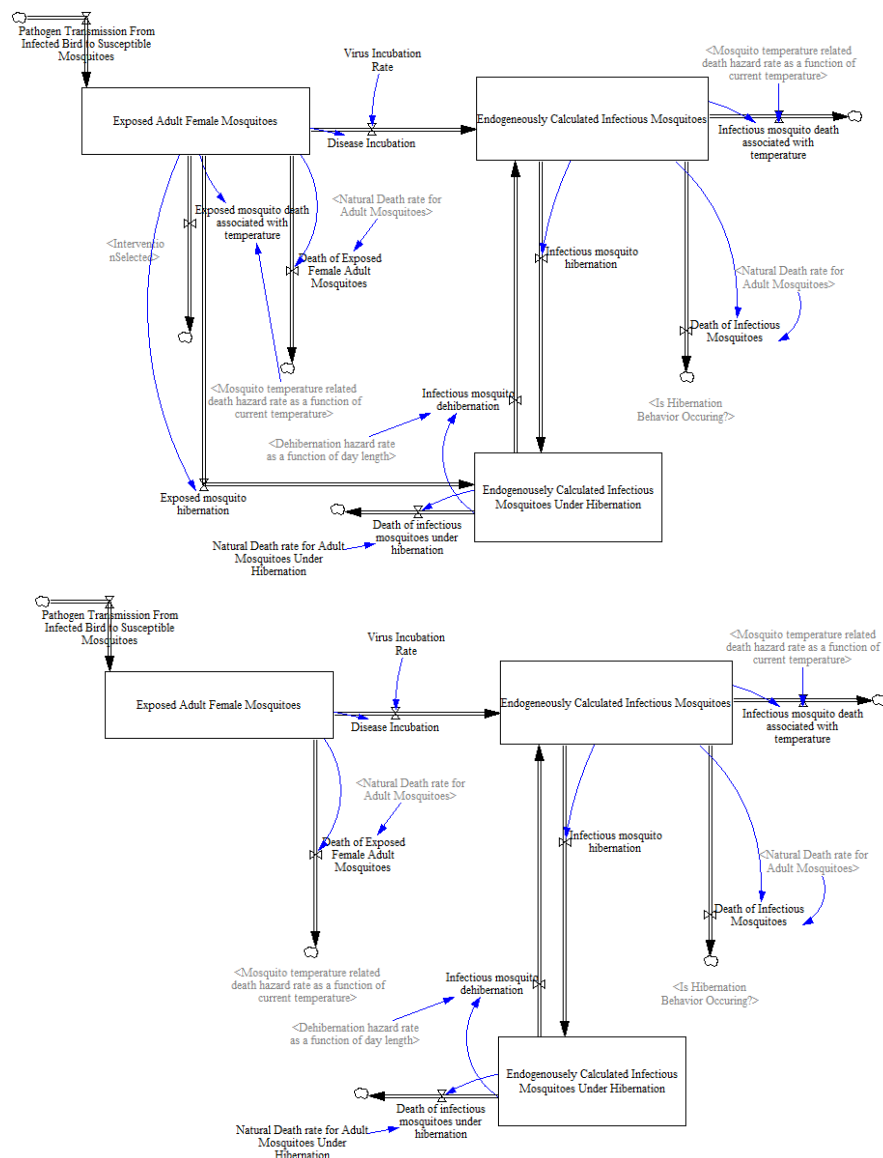 Pathogen Transmission From
Infected Bird to Susceptible
Mosquitoes
Virus Incubation
Rate
<Mosquito temperature related
death hazard rate as a function of
current temperature>
Exposed Adult Female Mosquitoes
Endogeneously Calculated Infectious Mosquitoes
Disease Incubation
Infectious mosquito death
associated with
temperature
<Natural Death rate for
Adult Mosquitoes>
Exposed mosquito death
associated with
temperature
<Interventio
nSelected>
Death of Exposed
Female Adult
Mosquitoes
Infectious mosquito
hibernation
<Natural Death rate for
Adult Mosquitoes>
Death of Infectious
Mosquitoes
<Mosquito temperature related
death hazard rate as a function of
current temperature>
Infectious mosquito
dehibernation
<Is Hibernation
Behavior Occuring?>
<Dehibernation hazard rate
as a function of day length>
Exposed mosquito
hibernation
Endogenousely Calculated Infectious
Mosquitoes Under Hibernation
Death of infectious
mosquitoes under
hibernation
Natural Death rate for Adult
Mosquitoes Under
Hibernation
Pathogen Transmission From
Infected Bird to Susceptible
Mosquitoes
Virus Incubation
Rate
<Mosquito temperature related
death hazard rate as a function of
current temperature>
Exposed Adult Female Mosquitoes
Endogeneously Calculated Infectious Mosquitoes
Disease Incubation
Infectious mosquito death
associated with
temperature
<Natural Death rate for
Adult Mosquitoes>
Death of Exposed
Female Adult
Mosquitoes
Infectious mosquito
hibernation
<Natural Death rate for
Adult Mosquitoes>
Death of Infectious
Mosquitoes
<Mosquito temperature related
death hazard rate as a function of
current temperature>
Infectious mosquito
dehibernation
<Is Hibernation
Behavior Occuring?>
<Dehibernation hazard rate
as a function of day length>
Endogenousely Calculated Infectious
Mosquitoes Under Hibernation
Death of infectious
mosquitoes under
hibernation
Natural Death rate for Adult
Mosquitoes Under
Hibernation